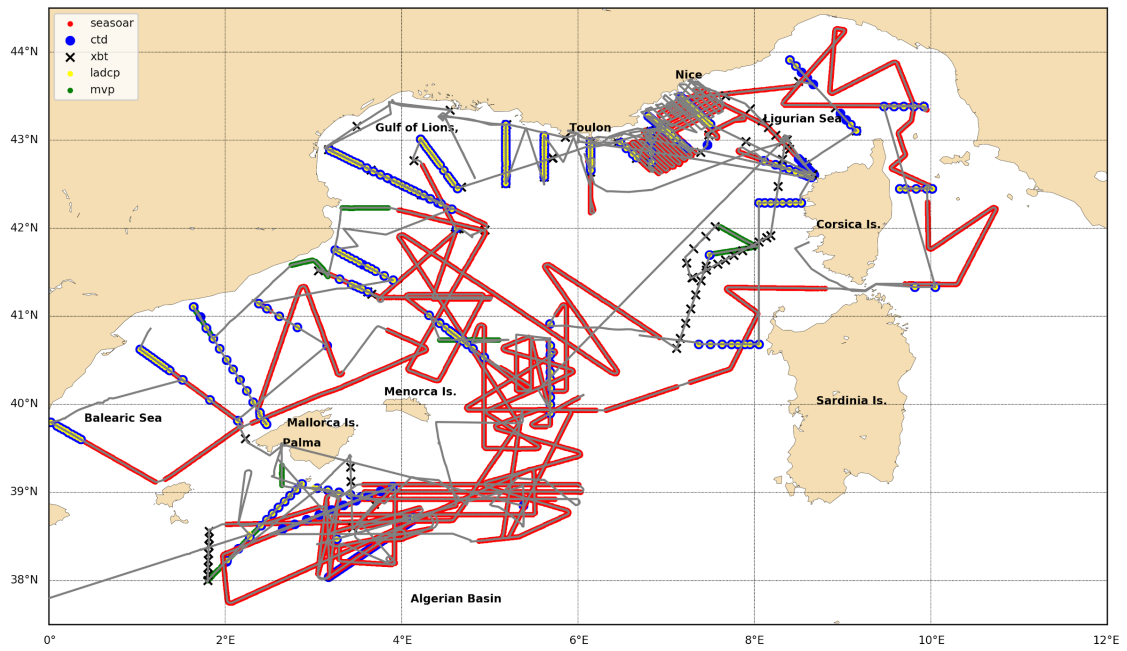 seasoar
ctd
xbt
ladcp
mvp
44°N
43°N
42°N
41°N
40°N
39°N
38°N
Nice
Gulf of Lions,
Toulon
Ligurian Sea
Corsica Is.
Menorca Is.
Sardinia Is.
Balearic Sea
Mallorca Is.
Palma
Algerian Basin
0°
2°E
4°E
6°E
8°E
10°E
12°E